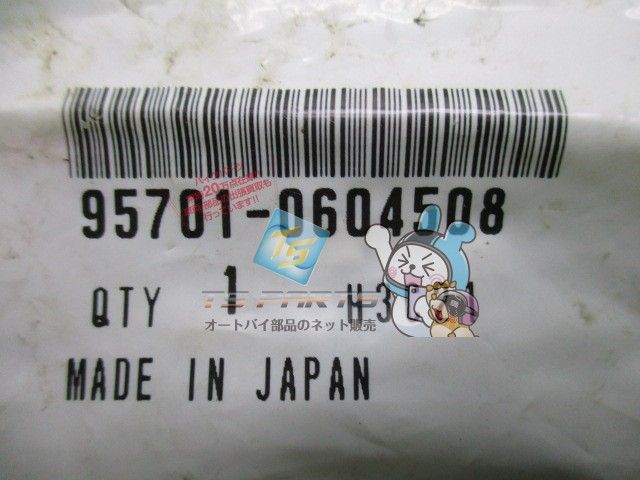 95701-0604508
QTY 1
MADE IN JAPAN
TS PARTS
オートバイ部品のネット販売